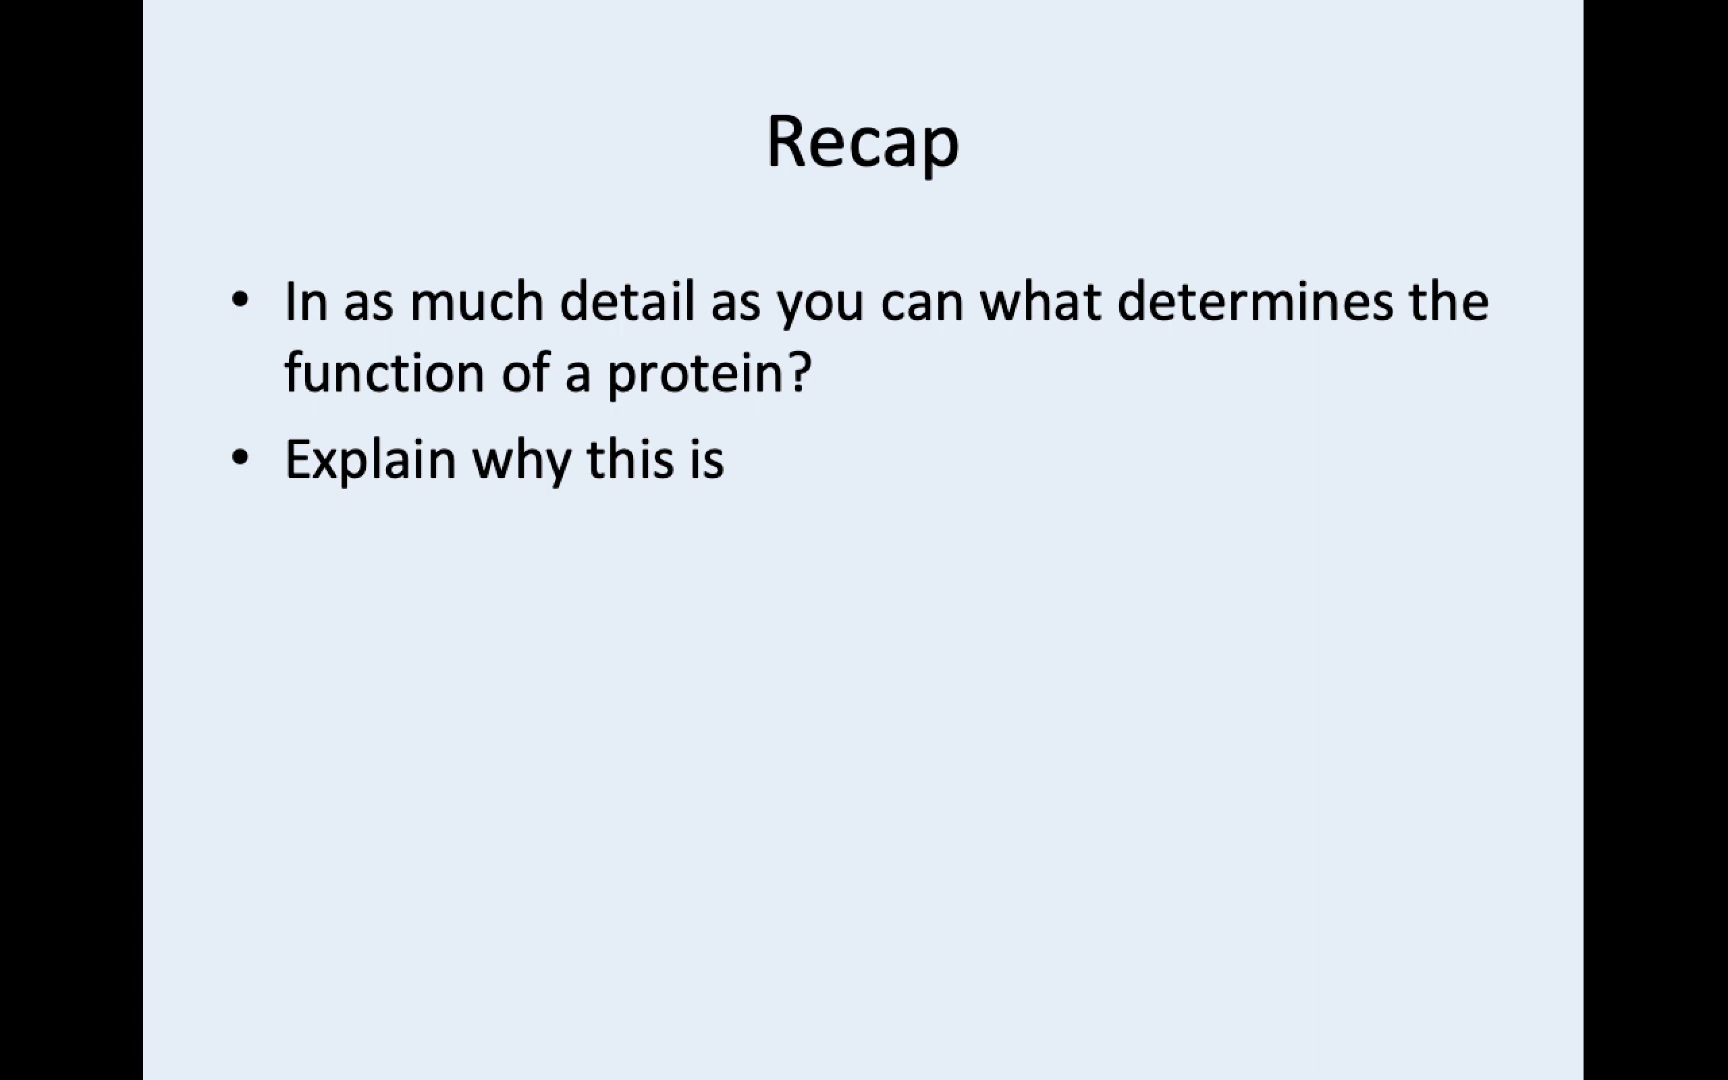 Recap
• In as much detail as you can what determines the
function of a protein?
• Explain why this is